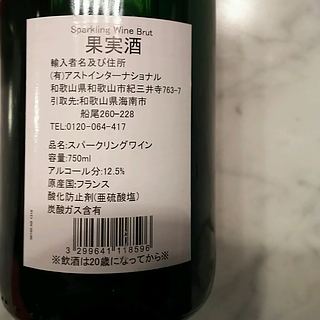 Sparkling Wine Brut
果実酒
輸入者名及び住所
(有)アストインターナショナル
和歌山県和歌山市紀三井寺763-7
引取先:和歌山県海南市
船尾260-228
TEL:0120-064-417
品名:スパークリングワイン
容量:750ml
アルコール分:12.5%
原産国:フランス
酸化防止剤(亜硫酸塩)
炭酸ガス含有
3 299641 118596
※飲酒は20歳になってから※